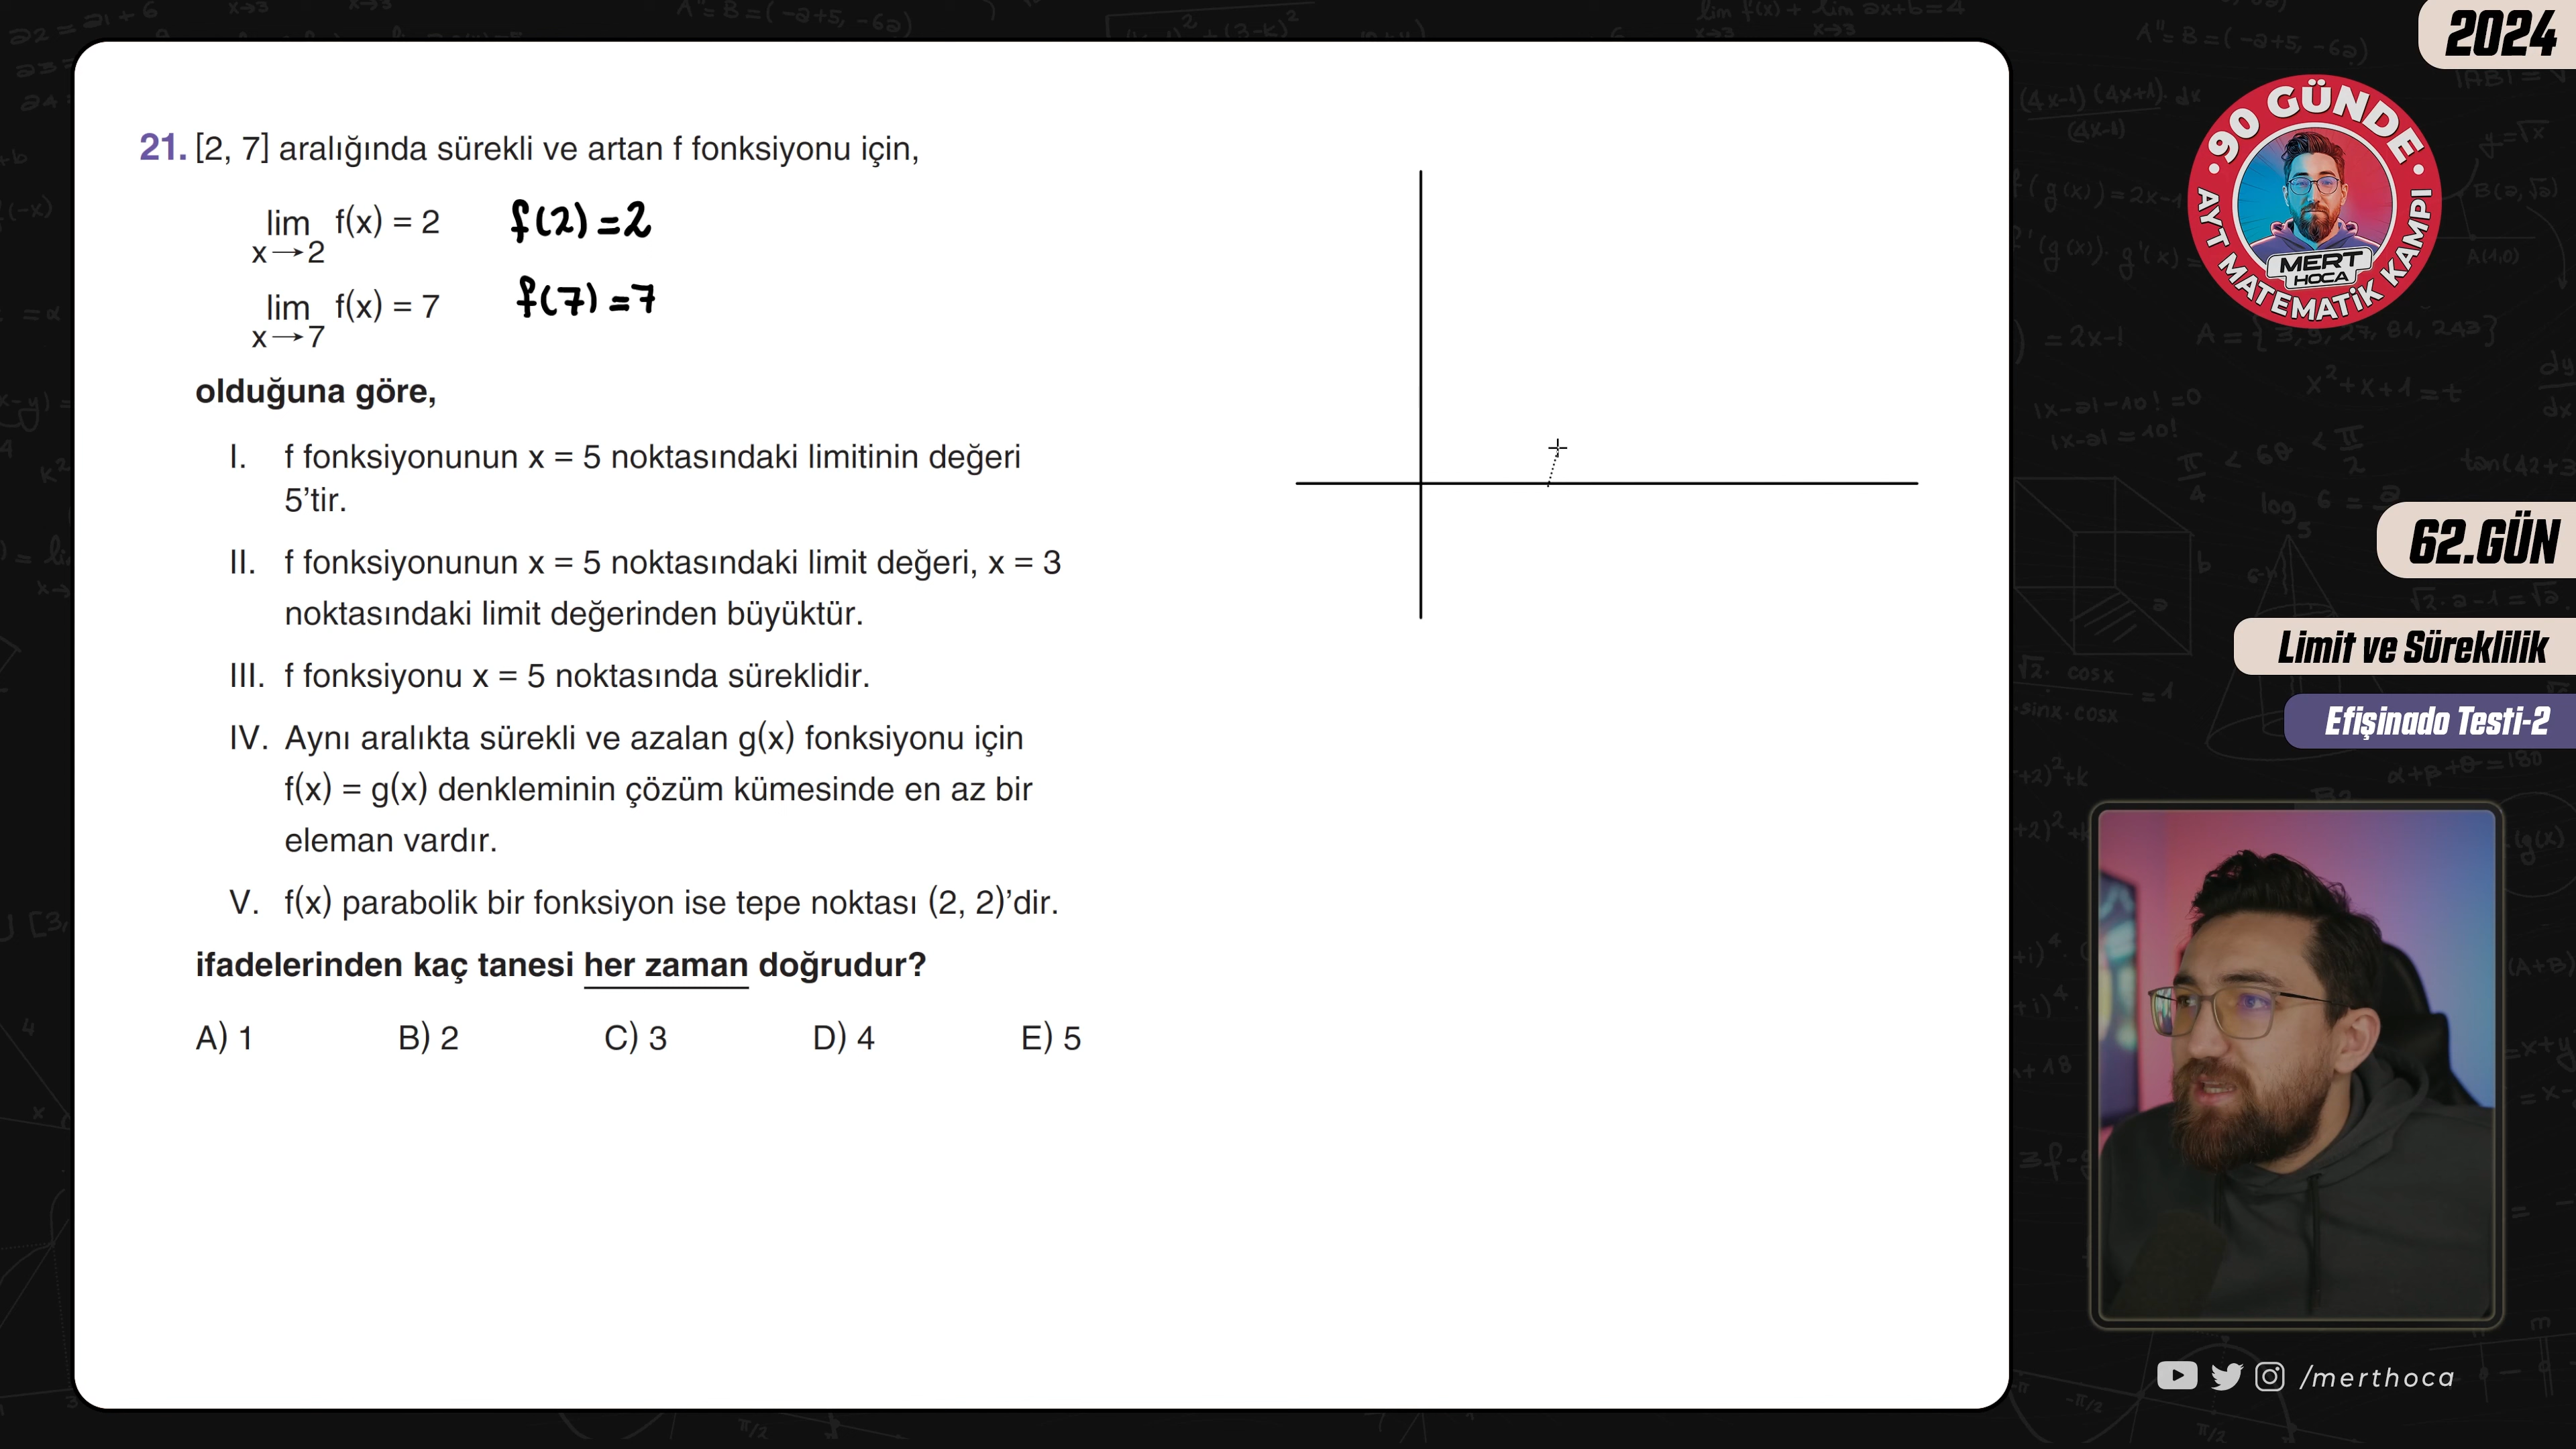 2024
90 GÜNDE
AYT MATEMATİK KAMPI
MERT
HOCA
21. [2, 7] aralığında sürekli ve artan f fonksiyonu için,
lim f(x) = 2 f(2) = 2
x→2
lim f(x) = 7 f(7) = 7
x→7
olduğuna göre,
I. f fonksiyonunun x = 5 noktasındaki limitinin değeri
5’tir.
II. f fonksiyonunun x = 5 noktasındaki limit değeri, x = 3
noktasındaki limit değerinden büyüktür.
III. f fonksiyonu x = 5 noktasında süreklidir.
IV. Aynı aralıkta sürekli ve azalan g(x) fonksiyonu için
f(x) = g(x) denkleminin çözüm kümesinde en az bir
eleman vardır.
V. f(x) parabolik bir fonksiyon ise tepe noktası (2, 2)’dir.
ifadelerinden kaç tanesi her zaman doğrudur?
A) 1 B) 2 C) 3 D) 4 E) 5
62.GÜN
Limit ve Süreklilik
Efişinado Testi-2
/merthoca